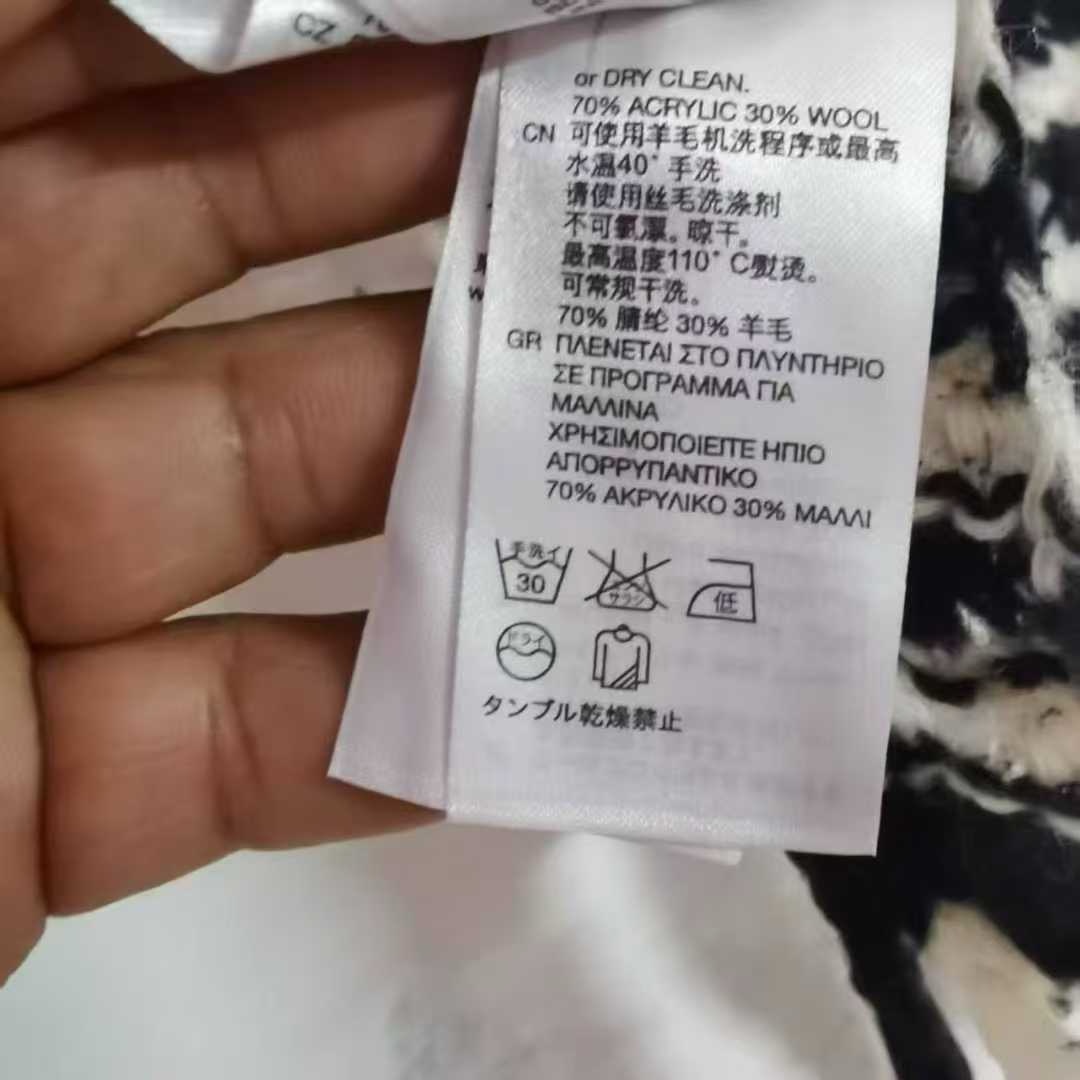 CZ
or DRY CLEAN.
70% ACRYLIC 30% WOOL
CN 可使用羊毛机洗程序或最高
水温40° 手洗
请使用丝毛洗涤剂
不可氯漂。晾干。
最高温度110° C熨烫。
可常规干洗。
70% 腈纶 30% 羊毛
GR ΠΛΕΝΕΤΑΙ ΣΤΟ ΠΛΥΝΤΗΡΙΟ
ΣΕ ΠΡΟΓΡΑΜΜΑ ΓΙΑ
ΜΑΛΛΙΝΑ
ΧΡΗΣΙΜΟΠΟΙΕΙΤΕ ΗΠΙΟ
ΑΠΟΡΡΥΠΑΝΤΙΚΟ
70% ΑΚΡΥΛΙΚΟ 30% ΜΑΛΛΙ
手洗イ
30
サラシ
低
ドライ
タンブル乾燥禁止